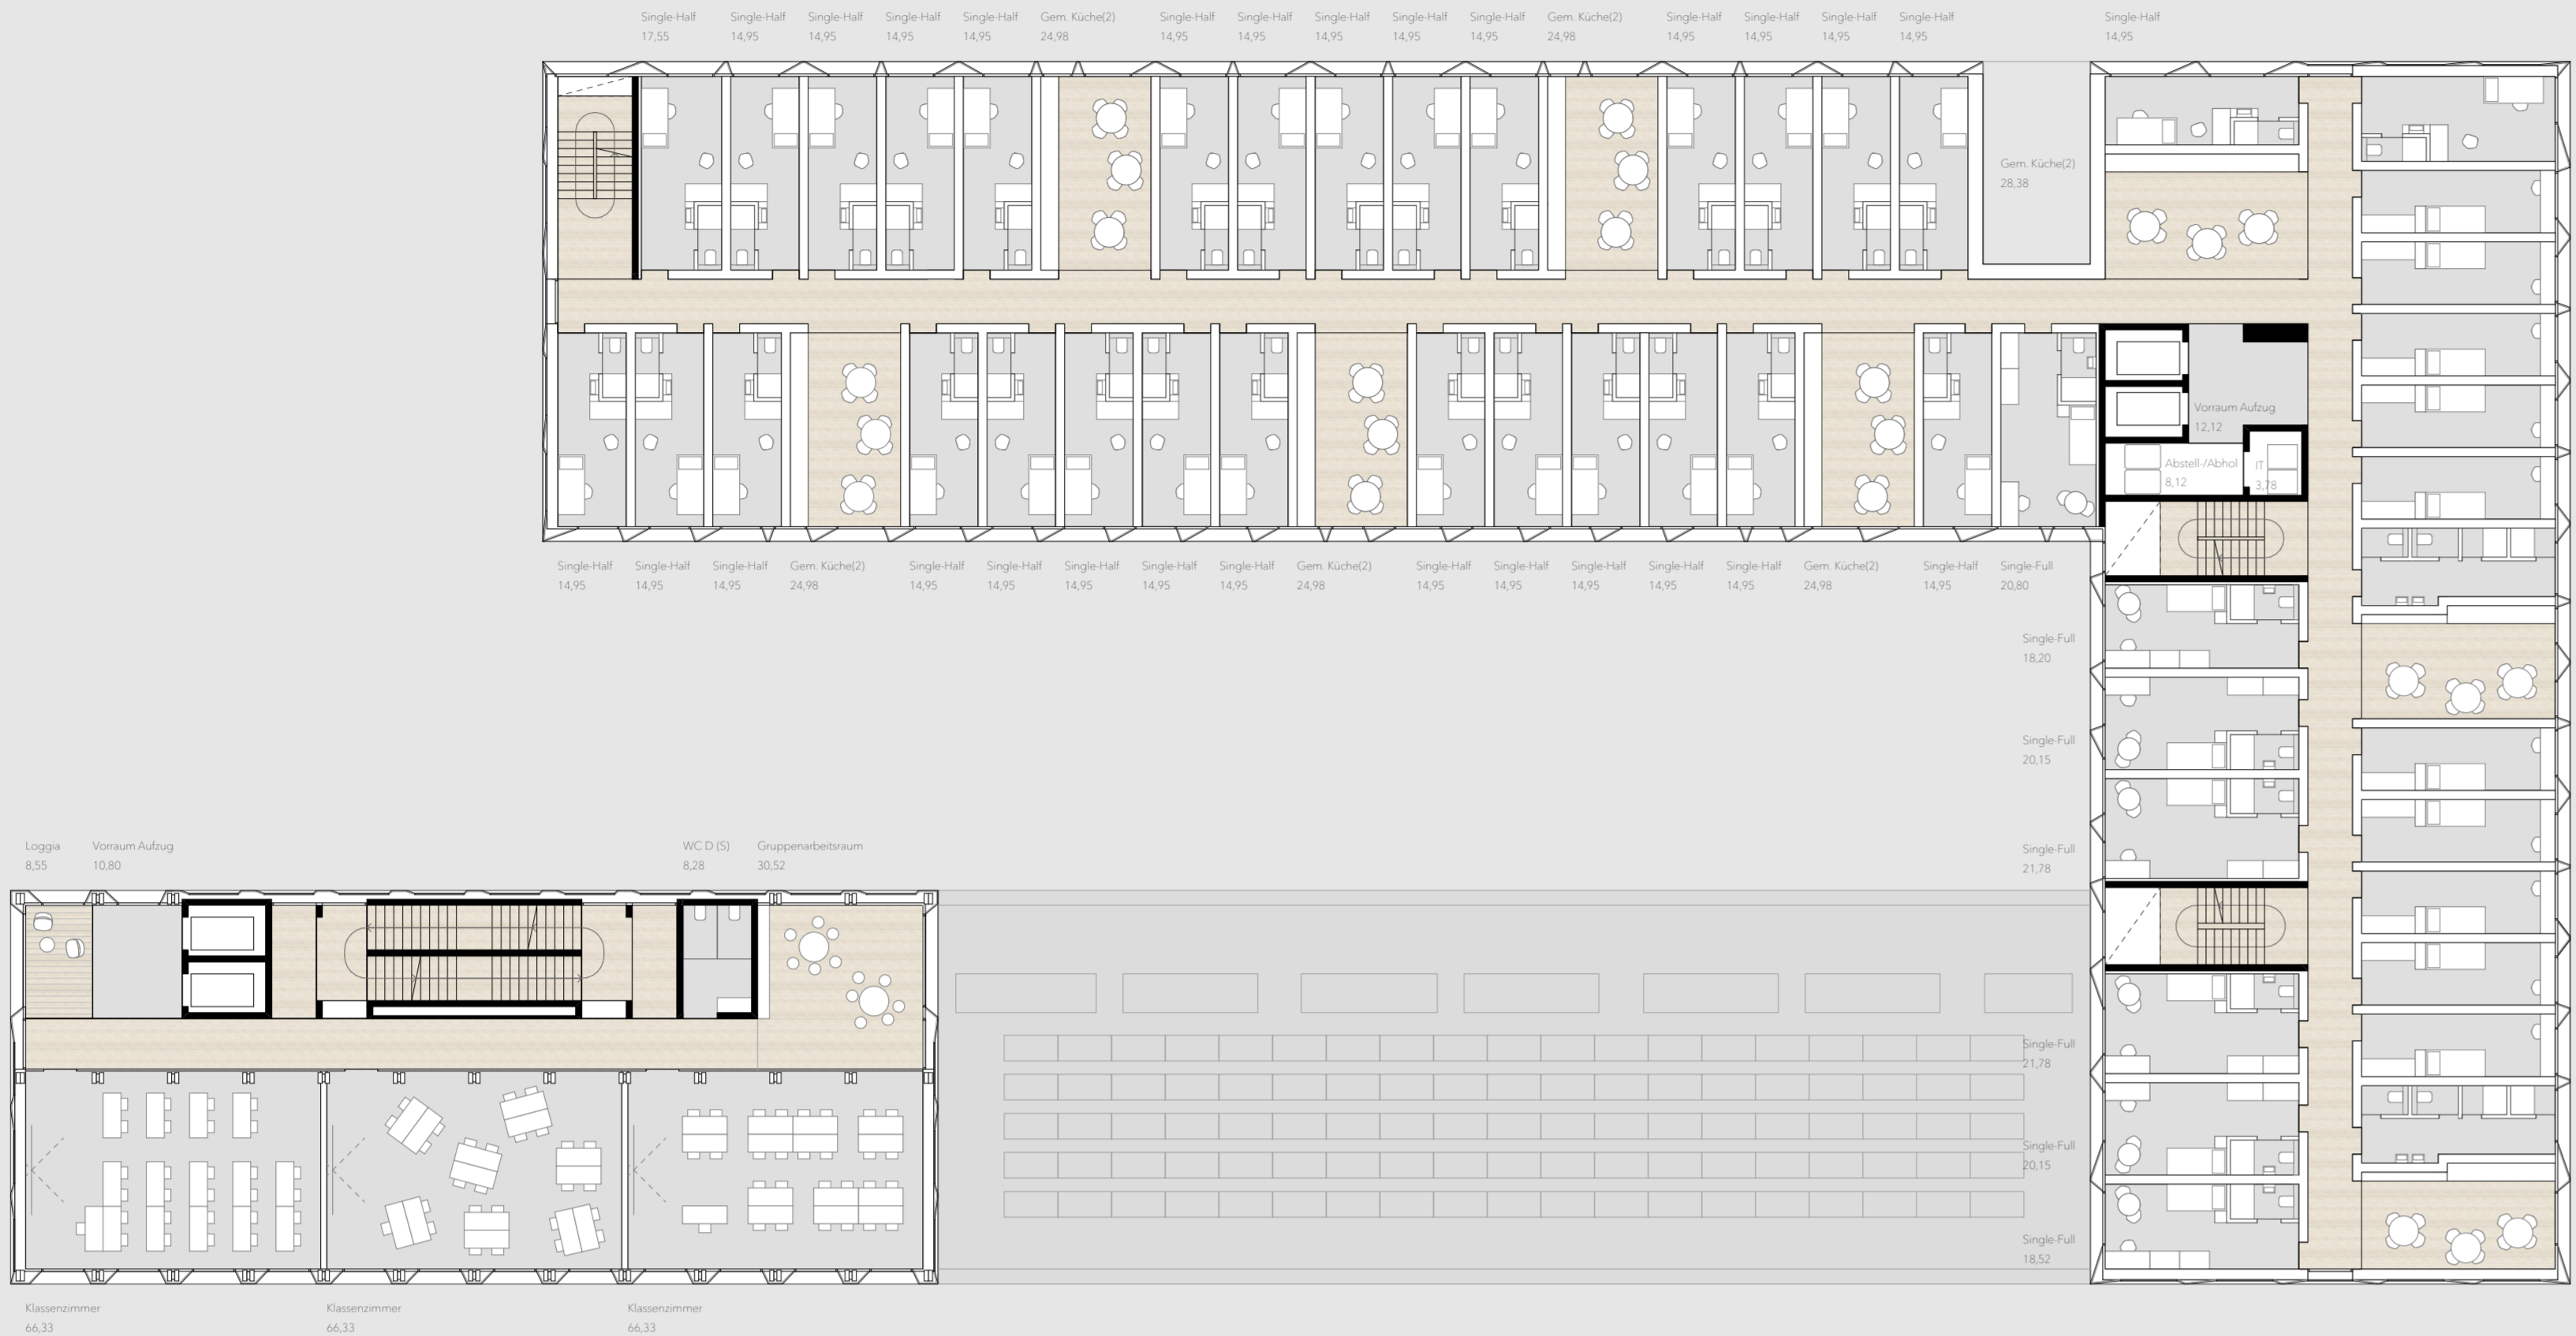 Single-Half Single-Half Single-Half Single-Half Single-Half Gem. Küche(2) Single-Half Single-Half Single-Half Single-Half Single-Half Gem. Küche(2) Single-Half Single-Half Single-Half Single-Half Single-Half
17,55 14,95 14,95 14,95 14,95 24,98 14,95 14,95 14,95 14,95 14,95 24,98 14,95 14,95 14,95 14,95 14,95
Gem. Küche(2)
28,38
Vorraum Aufzug
12,12
Abstell-/Abhol IT
8,12 3,78
Single-Half Single-Half Single-Half Gem. Küche(2) Single-Half Single-Half Single-Half Single-Half Single-Half Gem. Küche(2) Single-Half Single-Half Single-Half Single-Half Single-Half Gem. Küche(2) Single-Half Single-Full
14,95 14,95 14,95 24,98 14,95 14,95 14,95 14,95 14,95 24,98 14,95 14,95 14,95 14,95 14,95 24,98 14,95 20,80
Single-Full
18,20
Single-Full
20,15
Single-Full
21,78
Loggia Vorraum Aufzug WC D (S) Gruppenarbeitsraum
8,55 10,80 8,28 30,52
Single-Full
21,78
Single-Full
20,15
Single-Full
18,52
Klassenzimmer Klassenzimmer Klassenzimmer
66,33 66,33 66,33